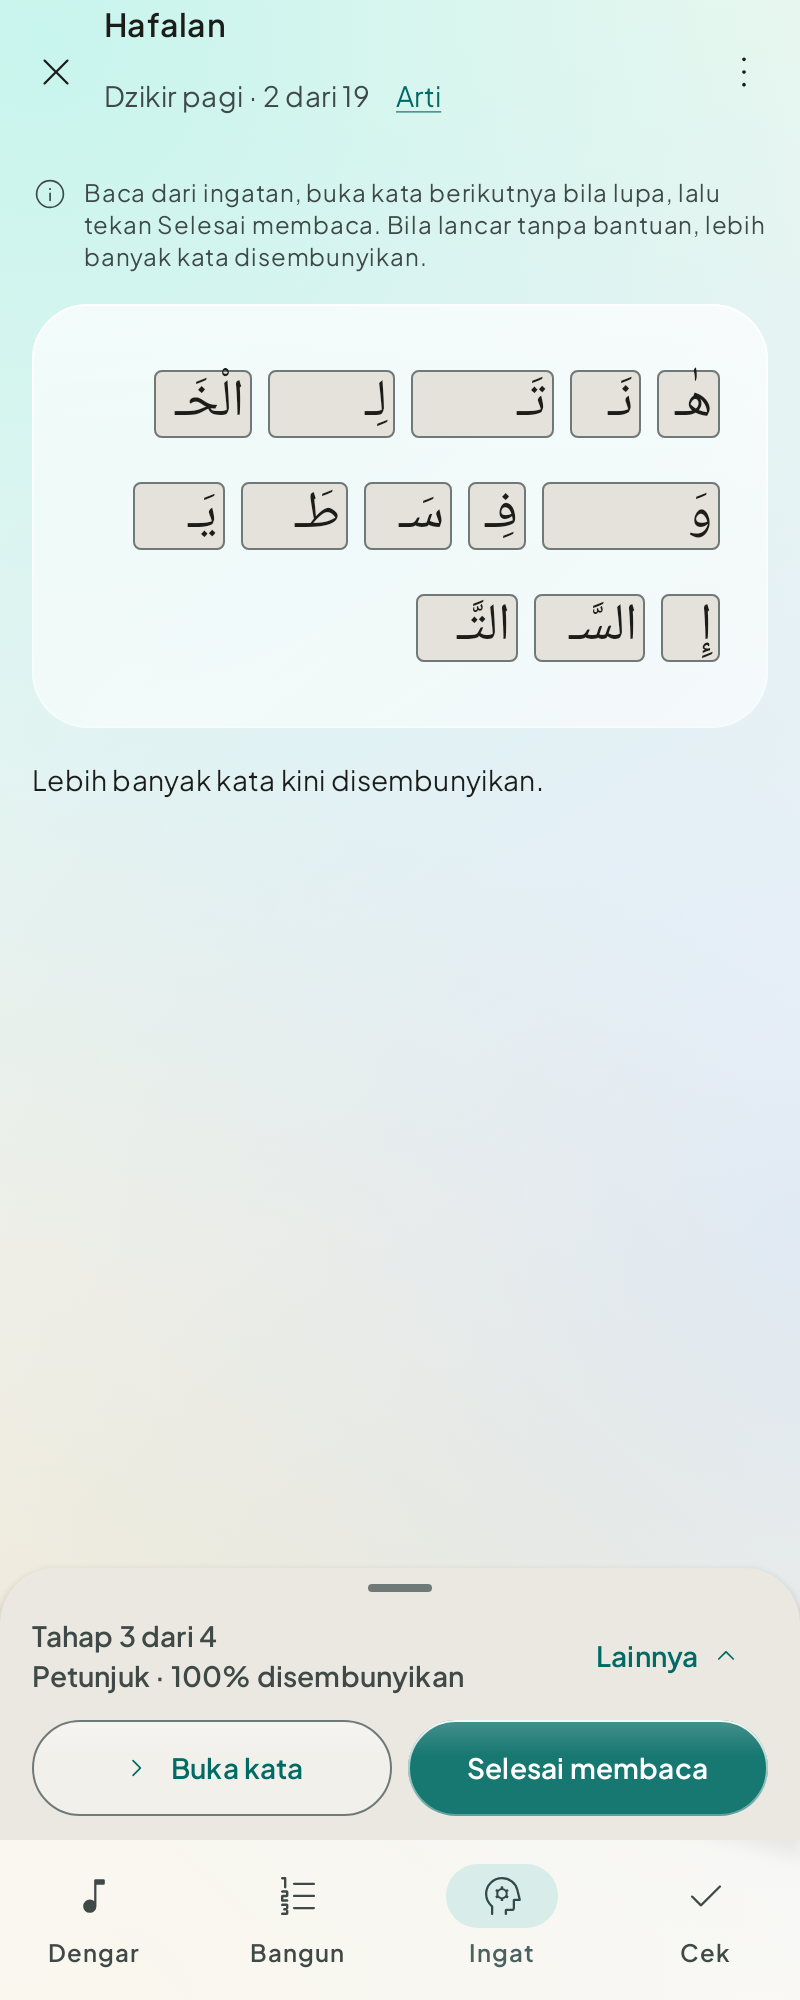 Hafalan
Dzikir pagi · 2 dari 19 Arti
Baca dari ingatan, buka kata berikutnya bila lupa, lalu
tekan Selesai membaca. Bila lancar tanpa bantuan, lebih
banyak kata disembunyikan.
هٰـ نَـ تَـ لِـ الْخَـ
وَ فِـ سَـ طَـ يَـ
إِ السَّـ التَّـ
Lebih banyak kata kini disembunyikan.
Tahap 3 dari 4
Petunjuk · 100% disembunyikan
Lainnya
Buka kata Selesai membaca
Dengar Bangun Ingat Cek